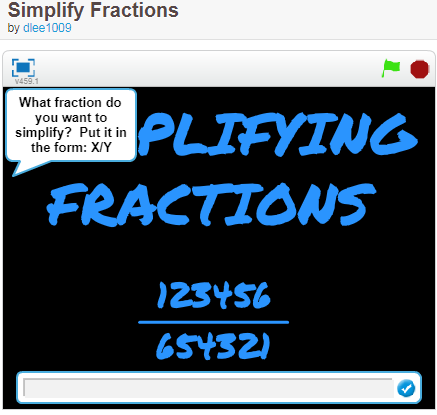 Simplify Fractions
by dlee1009
v459.1
What fraction do
you want to
simplify? Put it in
the form: X/Y
PLIFYING
FRACTIONS
123456
654321